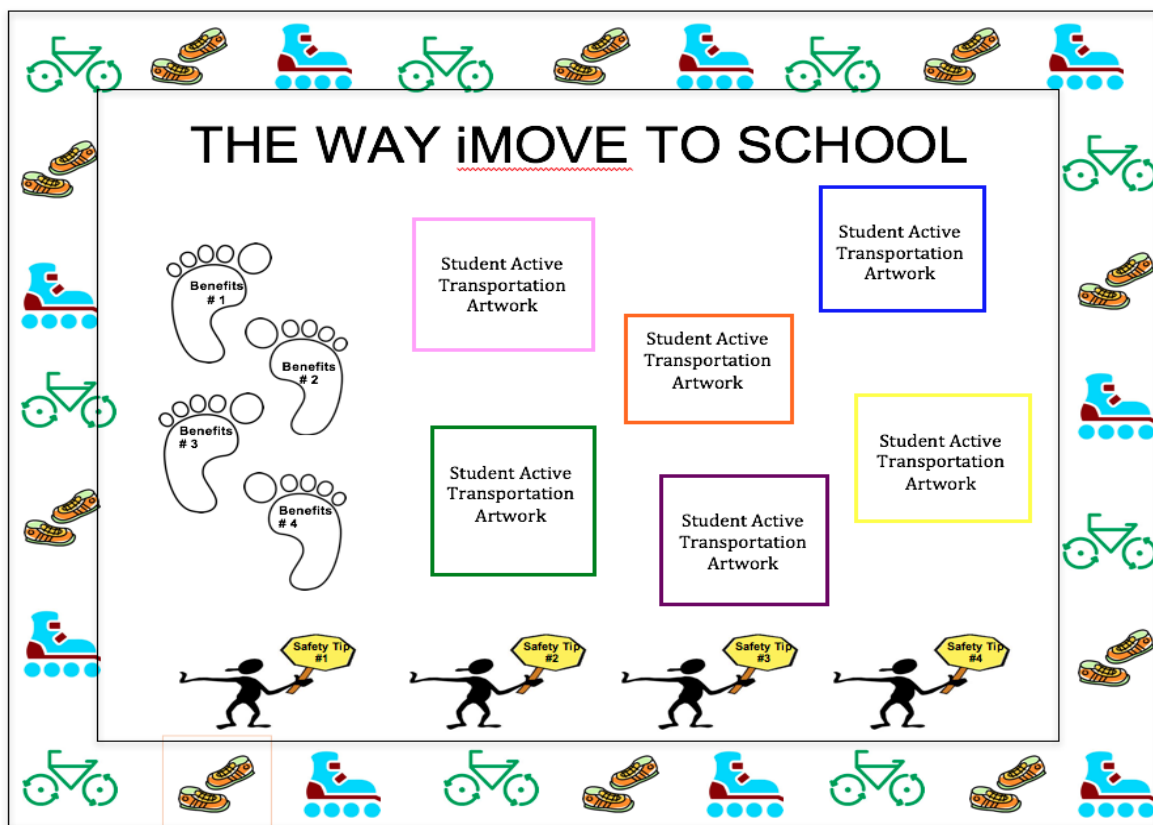 THE WAY iMOVE TO SCHOOL
Benefits
# 1
Benefits
# 2
Benefits
# 3
Benefits
# 4
Student Active
Transportation
Artwork
Student Active
Transportation
Artwork
Student Active
Transportation
Artwork
Student Active
Transportation
Artwork
Student Active
Transportation
Artwork
Student Active
Transportation
Artwork
Safety Tip
#1
Safety Tip
#2
Safety Tip
#3
Safety Tip
#4